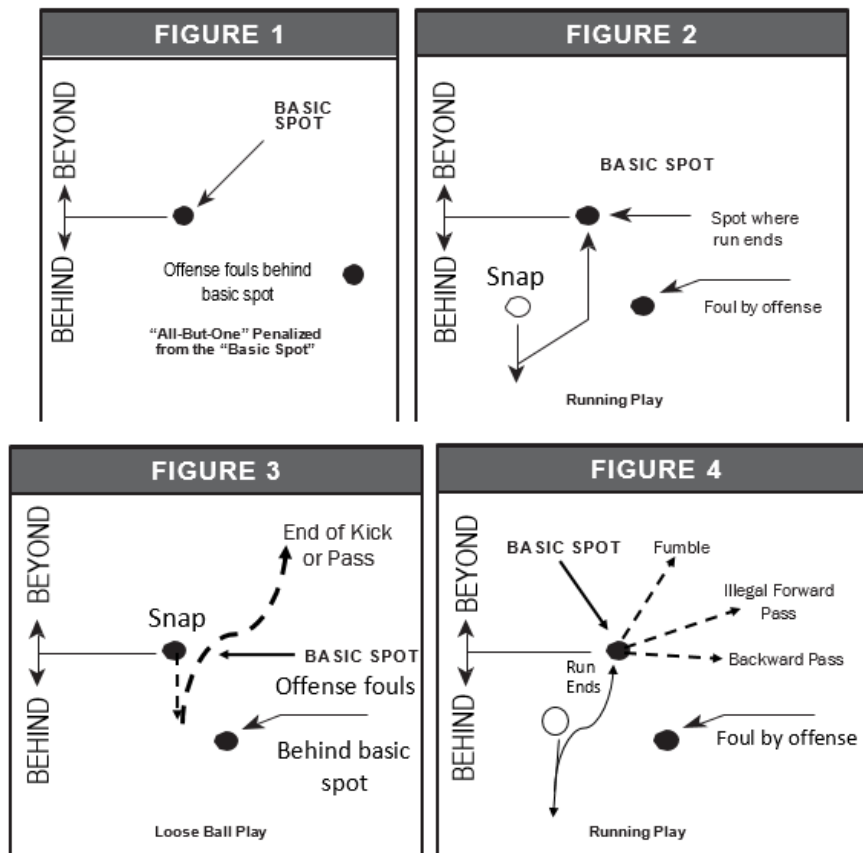 FIGURE 1
BASIC
SPOT
BEYOND
BEHIND
Offense fouls behind
basic spot
“All-But-One” Penalized
from the “Basic Spot”
FIGURE 2
BEYOND
BEHIND
BASIC SPOT
Spot where
run ends
Snap
Foul by offense
Running Play
FIGURE 3
BEYOND
BEHIND
End of Kick
or Pass
Snap
BASIC SPOT
Offense fouls
Behind basic
spot
Loose Ball Play
FIGURE 4
BEYOND
BEHIND
BASIC SPOT
Fumble
Illegal Forward
Pass
Backward Pass
Run
Ends
Foul by offense
Running Play